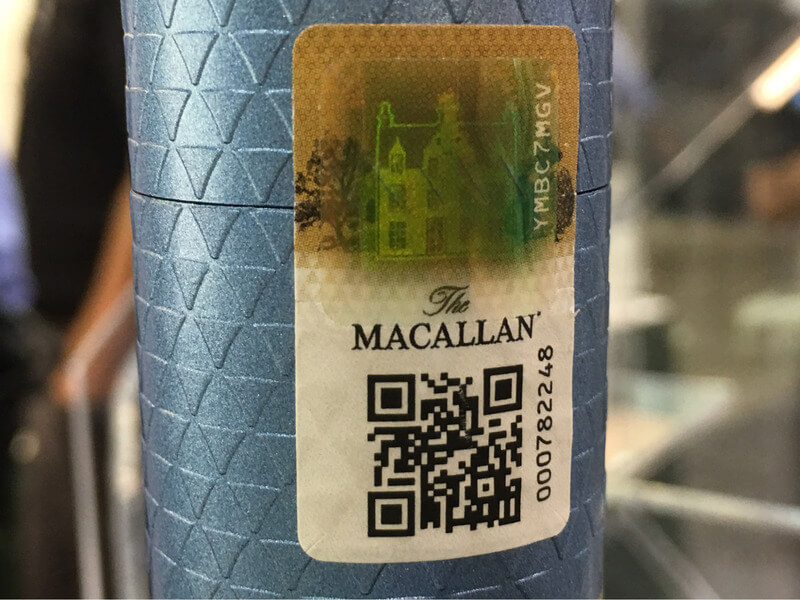 YMBC7MGV
The
MACALLAN
000782248